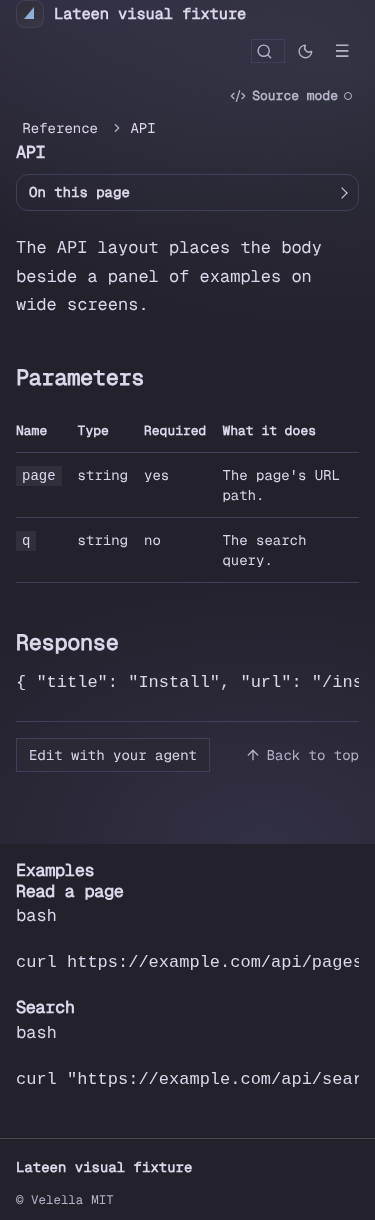 Lateen visual fixture
Source mode
Reference > API
API
On this page
The API layout places the body
beside a panel of examples on
wide screens.
Parameters
Name Type Required What it does
page string yes The page's URL
path.
q string no The search
query.
Response
{ "title": "Install", "url": "/ins
Edit with your agent ↑ Back to top
Examples
Read a page
bash
curl https://example.com/api/pages
Search
bash
curl "https://example.com/api/sear
Lateen visual fixture
© Velella MIT